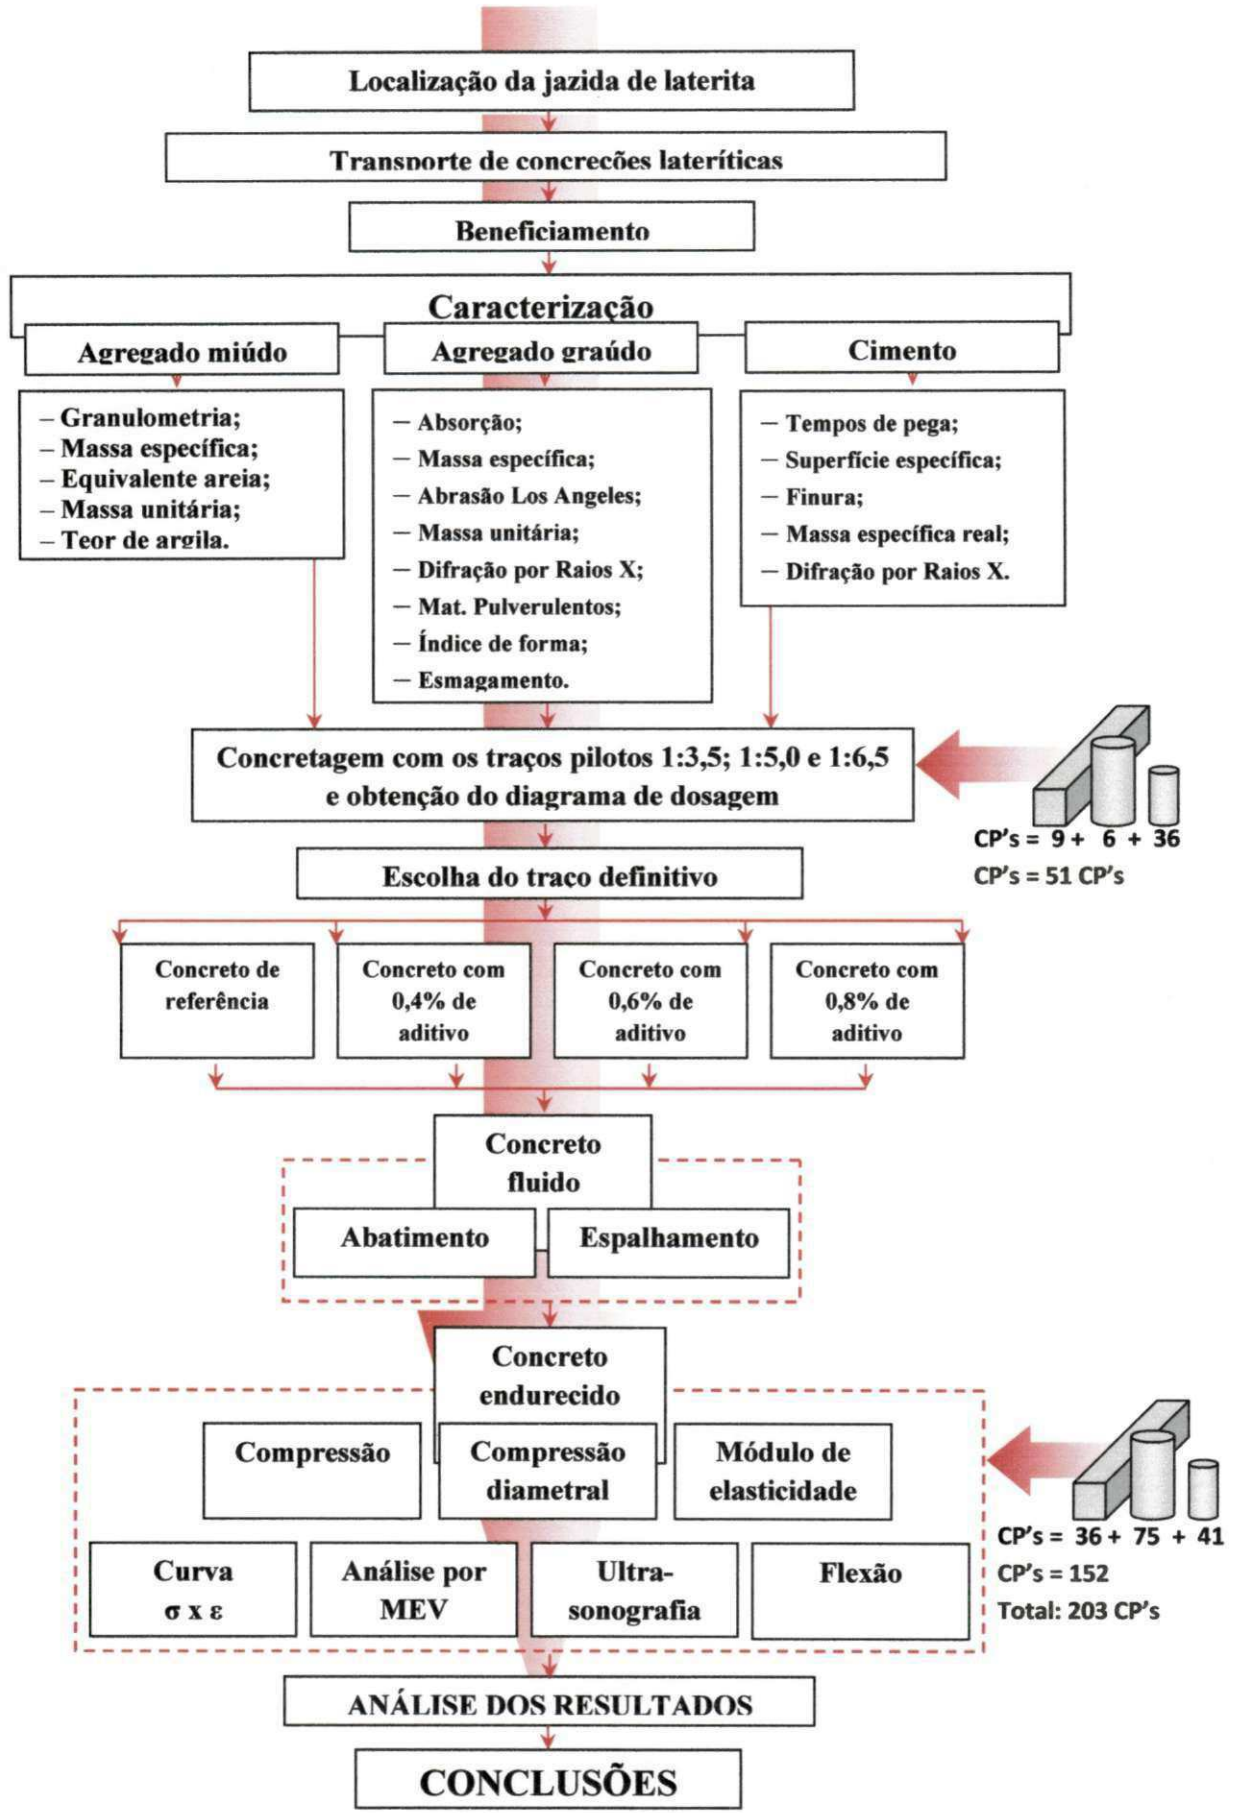 Localização da jazida de laterita
Transporte de concreções lateríticas
Beneficiamento
Caracterização
Agregado miúdo
Agregado graúdo
Cimento
– Granulometria;
– Massa específica;
– Equivalente areia;
– Massa unitária;
– Teor de argila.
— Absorção;
— Massa específica;
— Abrasão Los Angeles;
— Massa unitária;
— Difração por Raios X;
— Mat. Pulverulentos;
— Índice de forma;
— Esmagamento.
— Tempos de pega;
— Superfície específica;
— Finura;
— Massa específica real;
— Difração por Raios X.
Concretagem com os traços pilotos 1:3,5; 1:5,0 e 1:6,5
e obtenção do diagrama de dosagem
CP's = 9 + 6 + 36
CP's = 51 CP's
Escolha do traço definitivo
Concreto de
referência
Concreto com
0,4% de
aditivo
Concreto com
0,6% de
aditivo
Concreto com
0,8% de
aditivo
Concreto
fluido
Abatimento
Espalhamento
Concreto
endurecido
Compressão
Compressão
diametral
Módulo de
elasticidade
Curva
σ x ε
Análise por
MEV
Ultra-
sonografia
Flexão
CP's = 36 + 75 + 41
CP's = 152
Total: 203 CP's
ANÁLISE DOS RESULTADOS
CONCLUSÕES